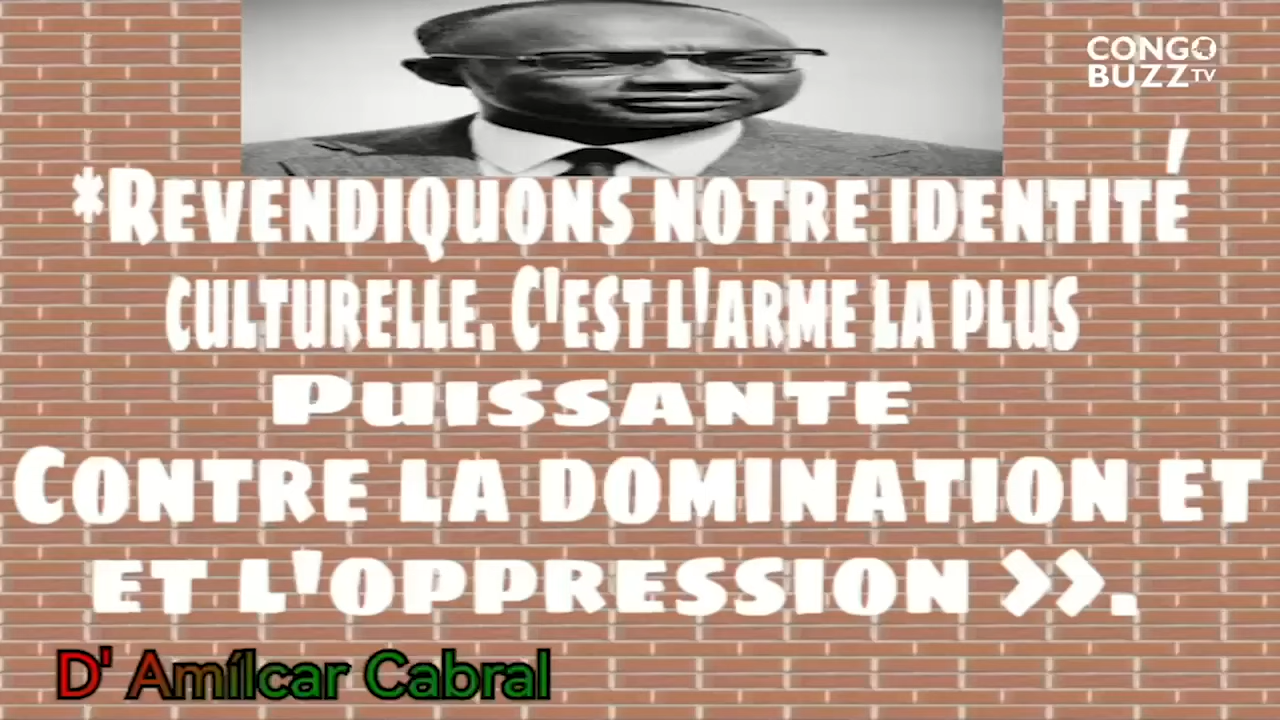 CONGO
BUZZ TV
*Revendiquons notre identité
culturelle. C'est l'arme la plus
Puissante
Contre la domination et
et l'oppression >>.
D' Amílcar Cabral